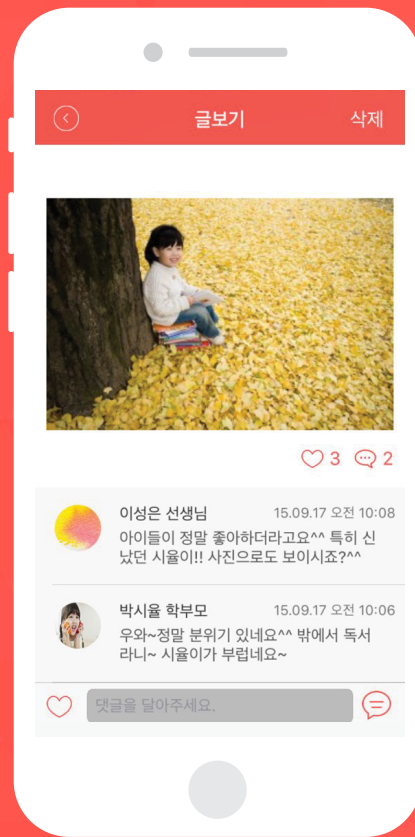 글보기 삭제
3 2
이성은 선생님 15.09.17 오전 10:08
아이들이 정말 좋아하더라고요^^ 특히 신
났던 시율이!! 사진으로도 보이시죠?^^
박시율 학부모 15.09.17 오전 10:06
우와~정말 분위기 있네요^^ 밖에서 독서
라니~ 시율이가 부럽네요~
댓글을 달아주세요.